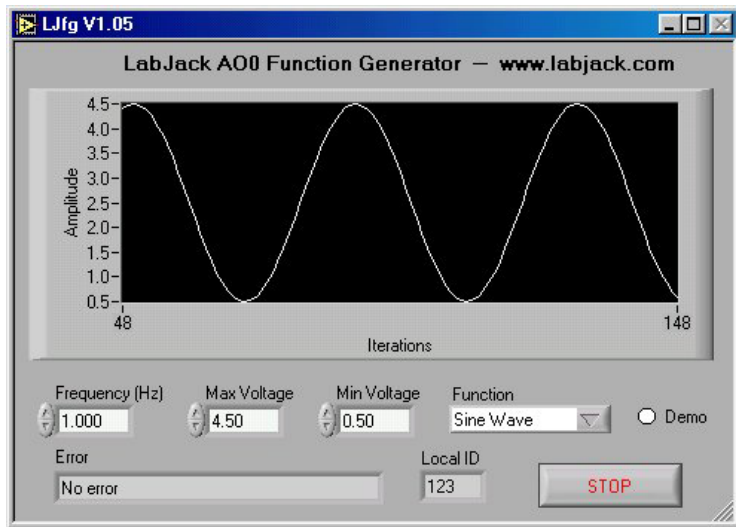 LJfg V1.05
LabJack AO0 Function Generator – www.labjack.com
4.5
4.0
3.5
3.0
2.5
2.0
1.5
1.0
0.5
Amplitude
48 148
Iterations
Frequency (Hz) Max Voltage Min Voltage Function
1.000 4.50 0.50 Sine Wave Demo
Error Local ID
No error 123 STOP